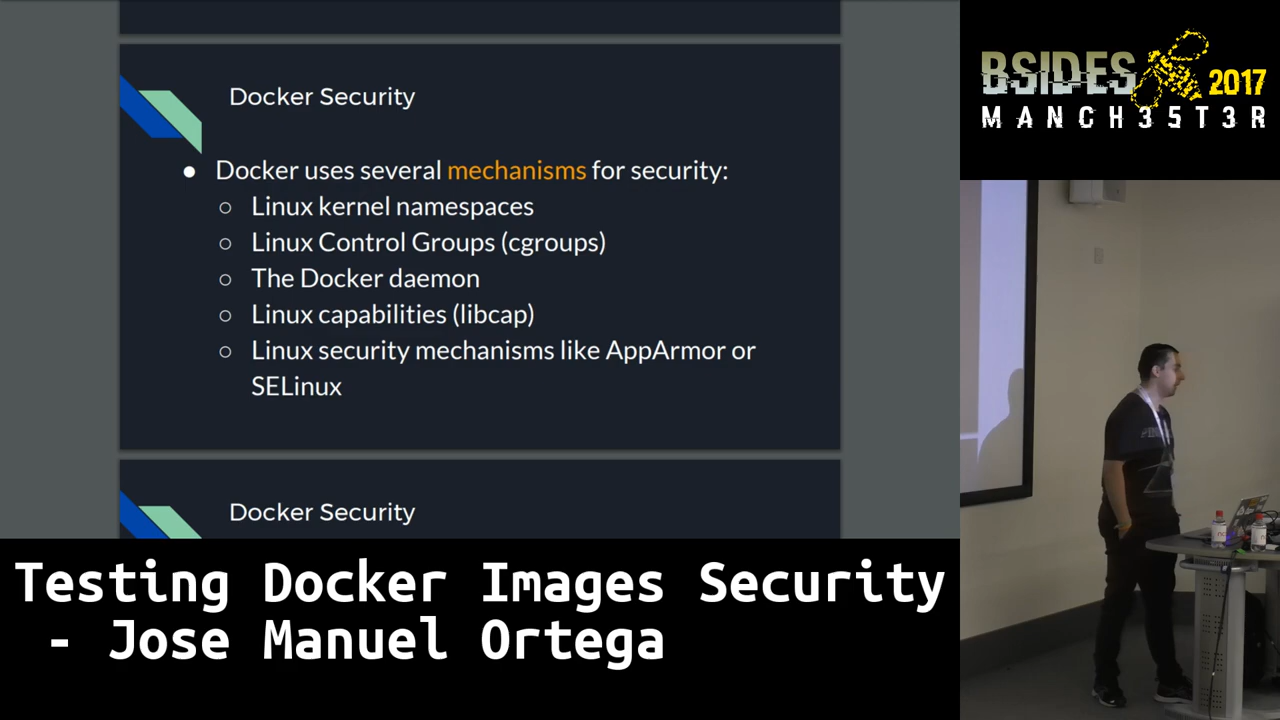 Docker Security
● Docker uses several mechanisms for security:
○ Linux kernel namespaces
○ Linux Control Groups (cgroups)
○ The Docker daemon
○ Linux capabilities (libcap)
○ Linux security mechanisms like AppArmor or
SELinux
Docker Security
BSIDES 2017
MANCH35T3R
Testing Docker Images Security
- Jose Manuel Ortega